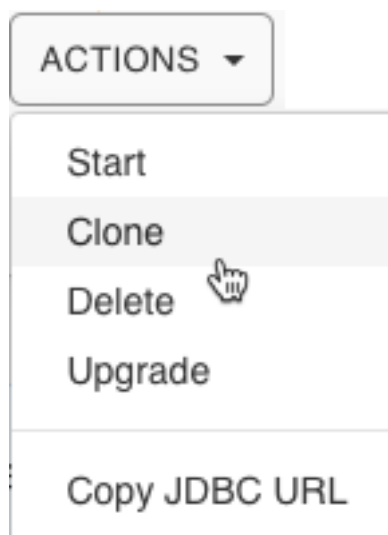 ACTIONS
Start
Clone
Delete
Upgrade
Copy JDBC URL